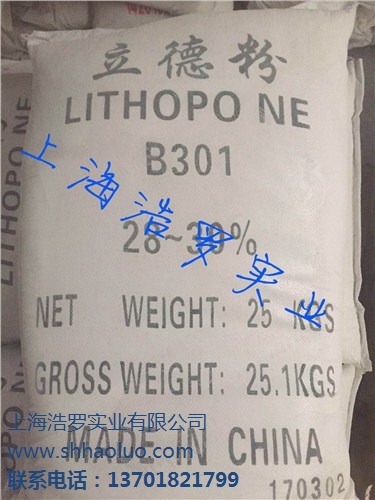 立德粉
LITHOPO NE
B301
28~30%
上海浩罗实业
NET WEIGHT: 25 KGS
GROSS WEIGHT: 25.1KGS
MADE IN CHINA
上海浩罗实业有限公司
www.shhaoluo.com
联系电话：13701821799
170302